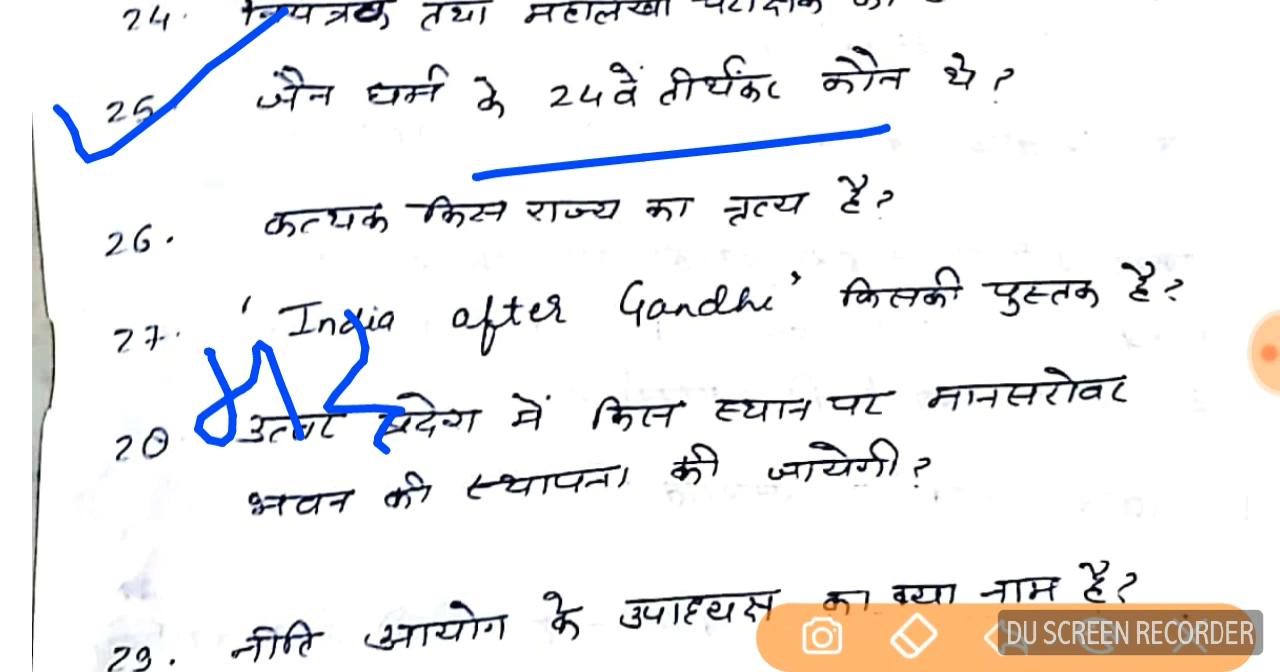 24. नियंत्रक तथा महालेखा परीक्षक
25 जैन धर्म के 24वें तीर्थंकर कौन थे?
26. कत्थक किस राज्य का नृत्य है?
27. 'India after Gandhi' किसकी पुस्तक है?
28 उत्तर प्रदेश में किस स्थान पर मानसरोवर
भवन की स्थापना की जायेगी?
29. नीति आयोग के उपाध्यक्ष का क्या नाम है?
DU SCREEN RECORDER